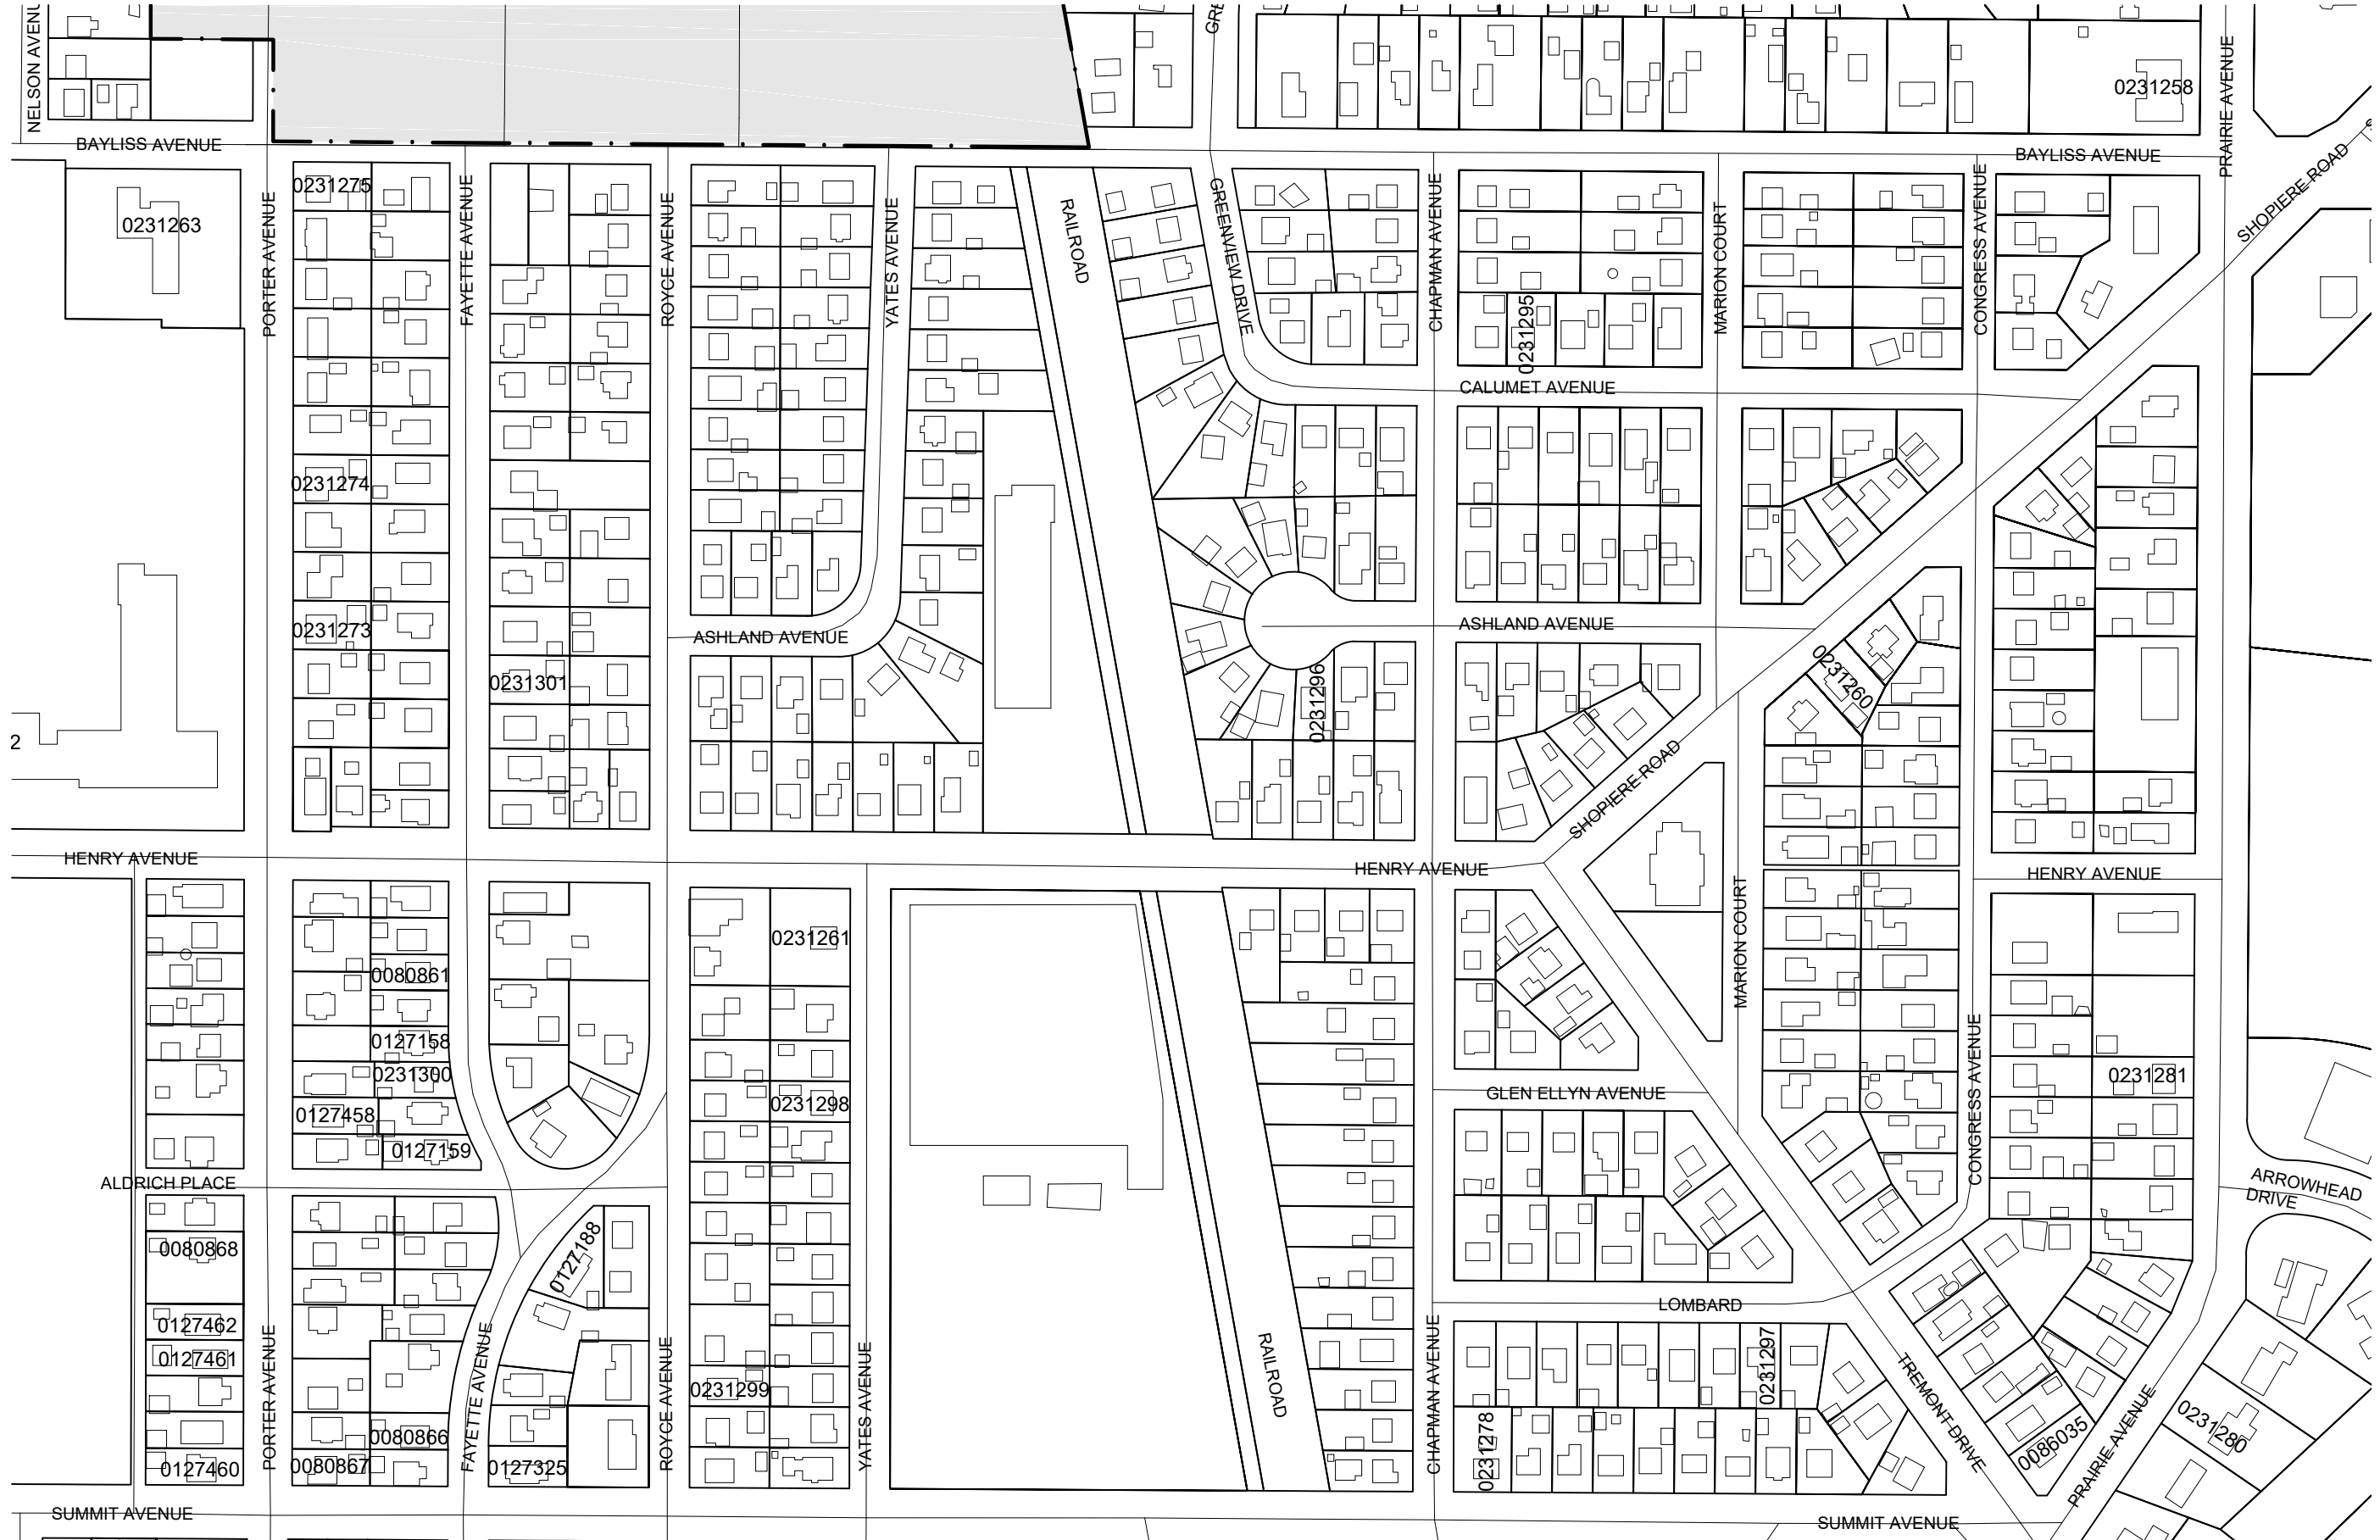 NELSON AVENU
GRE
0231258
PRAIRIE AVENUE
BAYLISS AVENUE
BAYLISS AVENUE
SHOPIERE ROAD
0231263
0231275
PORTER AVENUE
FAYETTE AVENUE
ROYCE AVENUE
YATES AVENUE
RAILROAD
GREENVIEW DRIVE
CHAPMAN AVENUE
MARION COURT
CONGRESS AVENUE
0231295
CALUMET AVENUE
0231274
0231273
ASHLAND AVENUE
ASHLAND AVENUE
0231301
0231296
0231260
2
SHOPIERE ROAD
HENRY AVENUE
HENRY AVENUE
HENRY AVENUE
0231261
0080861
MARION COURT
0127158
0231300
0127458
0127159
0231298
GLEN ELLYN AVENUE
CONGRESS AVENUE
0231281
ALDRICH PLACE
ARROWHEAD
DRIVE
0080868
0127188
0127462
0127461
LOMBARD
PORTER AVENUE
FAYETTE AVENUE
ROYCE AVENUE
YATES AVENUE
RAILROAD
CHAPMAN AVENUE
0231297
TREMONT DRIVE
PRAIRIE AVENUE
0231299
0231278
0231280
0086035
0080866
0127460
0080867
0127325
SUMMIT AVENUE
SUMMIT AVENUE